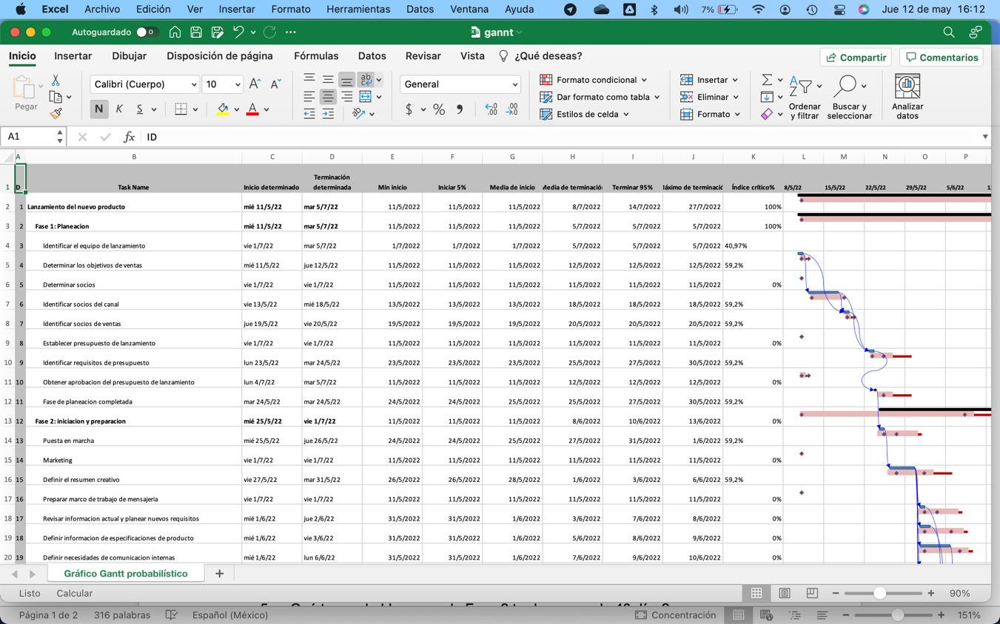 Excel Archivo Edición Ver Insertar Formato Herramientas Datos Ventana Ayuda 7% Jue 12 de may 16:12
Autoguardado gannt
Inicio Insertar Dibujar Disposición de página Fórmulas Datos Revisar Vista ¿Qué deseas? Compartir Comentarios
Pegar Calibri (Cuerpo) 10 General Formato condicional Insertar
N K S Dar formato como tabla Eliminar Ordenar y filtrar Buscar y seleccionar Analizar datos
Estilos de celda Formato
A1 fx ID
A B C D E F G H I J K L M N O P
1 D Task Name Inicio determinado Terminación determinada Mín inicio Iniciar 5% Media de inicio Media de terminación Terminar 95% áximo de terminació Índice crítico% 8/5/22 15/5/22 22/5/22 29/5/22 5/6/22
2 1 Lanzamiento del nuevo producto mié 11/5/22 mar 5/7/22 11/5/2022 11/5/2022 11/5/2022 8/7/2022 14/7/2022 27/7/2022 100%
3 2 Fase 1: Planeacion mié 11/5/22 mar 5/7/22 11/5/2022 11/5/2022 11/5/2022 5/7/2022 5/7/2022 5/7/2022 100%
4 3 Identificar el equipo de lanzamiento vie 1/7/22 mar 5/7/22 1/7/2022 1/7/2022 1/7/2022 5/7/2022 5/7/2022 5/7/2022 40,97%
5 4 Determinar los objetivos de ventas mié 11/5/22 jue 12/5/22 11/5/2022 11/5/2022 11/5/2022 12/5/2022 12/5/2022 12/5/2022 59,2%
6 5 Determinar socios vie 1/7/22 vie 1/7/22 11/5/2022 11/5/2022 11/5/2022 11/5/2022 11/5/2022 11/5/2022 0%
7 6 Identificar socios del canal vie 13/5/22 mié 18/5/22 13/5/2022 13/5/2022 13/5/2022 18/5/2022 18/5/2022 18/5/2022 59,2%
8 7 Identificar socios de ventas jue 19/5/22 vie 20/5/22 19/5/2022 19/5/2022 19/5/2022 20/5/2022 20/5/2022 20/5/2022 59,2%
9 8 Establecer presupuesto de lanzamiento vie 1/7/22 vie 1/7/22 11/5/2022 11/5/2022 11/5/2022 11/5/2022 11/5/2022 11/5/2022 0%
10 9 Identificar requisitos de presupuesto lun 23/5/22 mar 24/5/22 23/5/2022 23/5/2022 23/5/2022 25/5/2022 27/5/2022 30/5/2022 59,2%
11 10 Obtener aprobacion del presupuesto de lanzamiento lun 4/7/22 mar 5/7/22 11/5/2022 11/5/2022 11/5/2022 12/5/2022 12/5/2022 12/5/2022 0%
12 11 Fase de planeacion completada mar 24/5/22 mar 24/5/22 24/5/2022 24/5/2022 25/5/2022 25/5/2022 27/5/2022 30/5/2022 59,2%
13 12 Fase 2: iniciacion y preparacion mié 25/5/22 vie 1/7/22 11/5/2022 11/5/2022 11/5/2022 8/6/2022 10/6/2022 13/6/2022 0%
14 13 Puesta en marcha mié 25/5/22 jue 26/5/22 24/5/2022 24/5/2022 25/5/2022 27/5/2022 31/5/2022 1/6/2022 59,2%
15 14 Marketing vie 1/7/22 vie 1/7/22 11/5/2022 11/5/2022 11/5/2022 11/5/2022 11/5/2022 11/5/2022 0%
16 15 Definir el resumen creativo vie 27/5/22 mar 31/5/22 26/5/2022 26/5/2022 28/5/2022 1/6/2022 3/6/2022 6/6/2022 59,2%
17 16 Preparar marco de trabajo de mensajeria vie 1/7/22 vie 1/7/22 11/5/2022 11/5/2022 11/5/2022 11/5/2022 11/5/2022 11/5/2022 0%
18 17 Revisar informacion actual y planear nuevos requisitos mié 1/6/22 jue 2/6/22 31/5/2022 31/5/2022 1/6/2022 3/6/2022 7/6/2022 8/6/2022 0%
19 18 Definir informacion de especificaciones de producto mié 1/6/22 vie 3/6/22 31/5/2022 31/5/2022 1/6/2022 5/6/2022 8/6/2022 9/6/2022 0%
20 19 Definir necesidades de comunicacion internas mié 1/6/22 lun 6/6/22 31/5/2022 31/5/2022 1/6/2022 7/6/2022 9/6/2022 10/6/2022 0%
Gráfico Gantt probabilístico
Listo Calcular 90%
Página 1 de 2 316 palabras Español (México) Concentración 151%